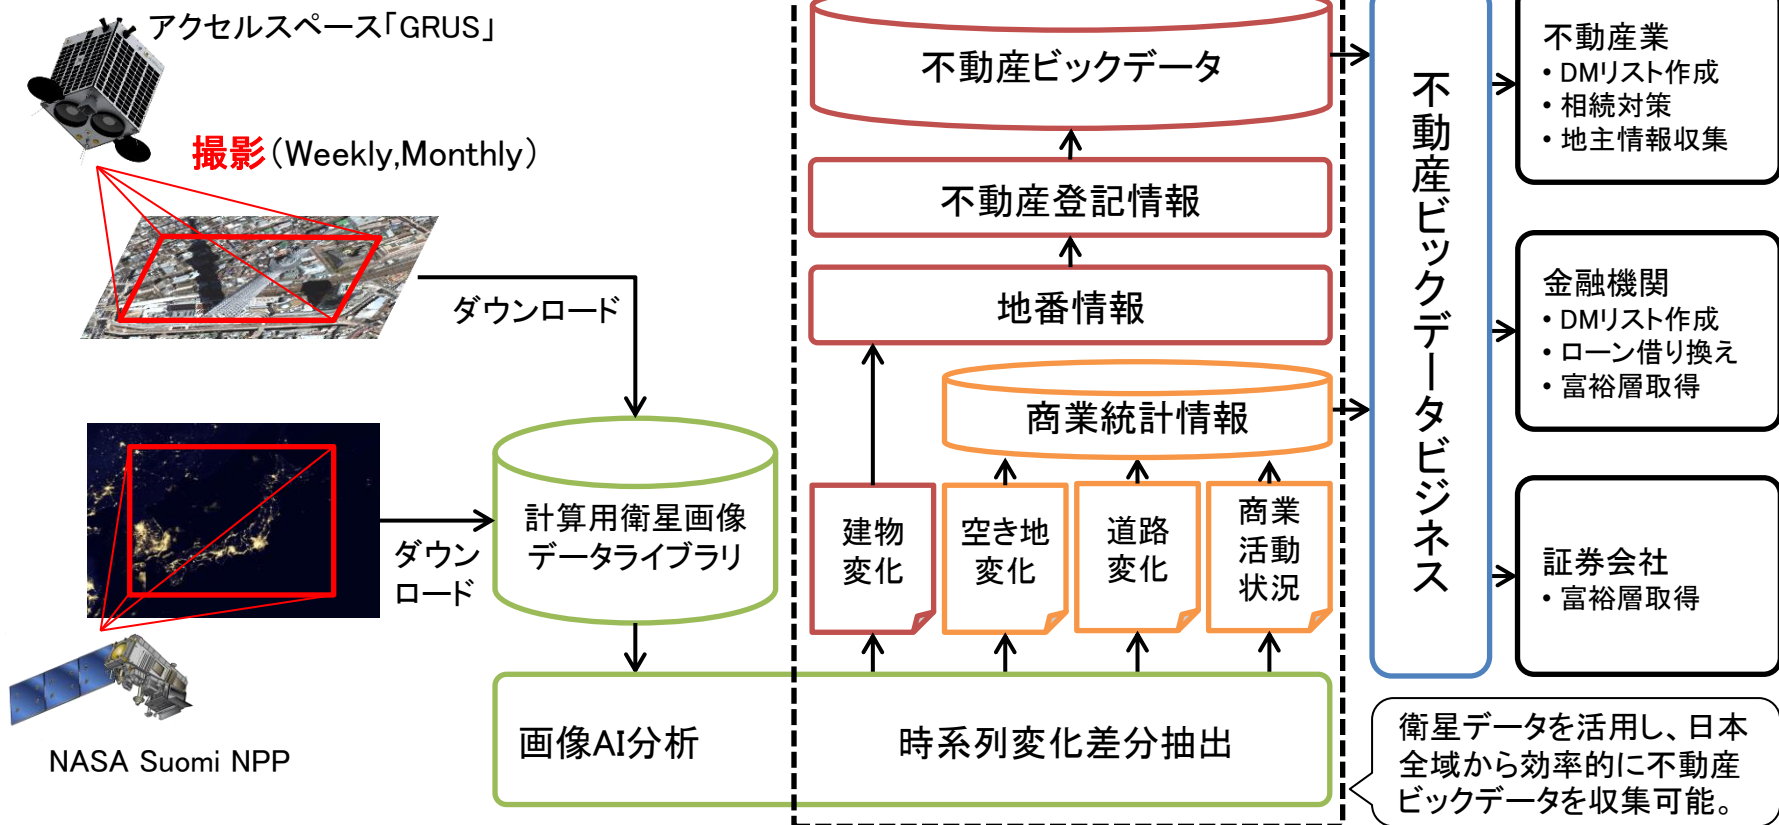 アクセルスペース「GRUS」
撮影（Weekly,Monthly）
ダウンロード
ダウン
ロード
NASA Suomi NPP
計算用衛星画像
データライブラリ
画像AI分析
時系列変化差分抽出
不動産ビックデータ
不動産登記情報
地番情報
商業統計情報
建物
変化
空き地
変化
道路
変化
商業
活動
状況
不動産ビックデータビジネス
不動産業
• DMリスト作成
• 相続対策
• 地主情報収集
金融機関
• DMリスト作成
• ローン借り換え
• 富裕層取得
証券会社
• 富裕層取得
衛星データを活用し、日本
全域から効率的に不動産
ビックデータを収集可能。